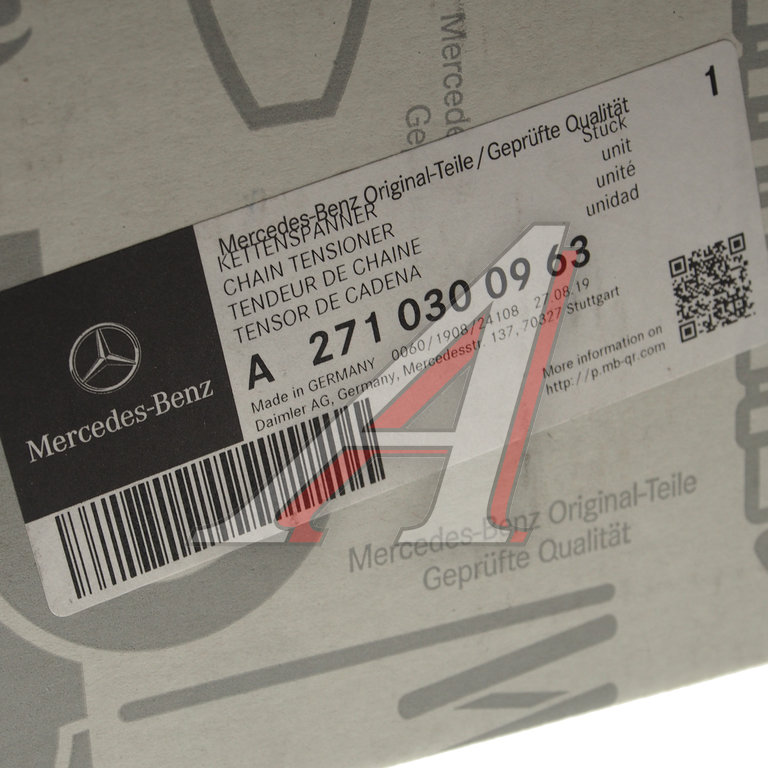 Mercedes-Benz Original-Teile/Geprüfte Qualität
1
KETTENSPANNER
CHAIN TENSIONER
TENDEUR DE CHAINE
TENSOR DE CADENA
Stück
unit
unité
unidad
A 271 030 09 63
Made in GERMANY 0060/1908/24108 27.08.19
Daimler AG, Germany, Mercedesstr. 137, 70327 Stuttgart
More information on
http://p.mb-qr.com
Mercedes-Benz
Mercedes-Benz Original-Teile
Geprüfte Qualität